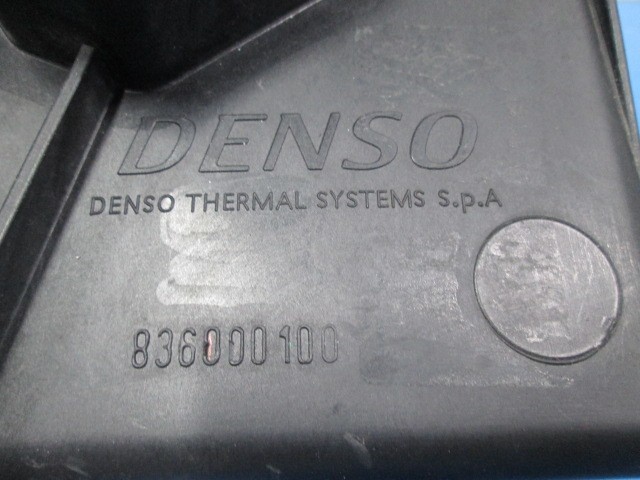 DENSO
DENSO THERMAL SYSTEMS S.p.A
836000100